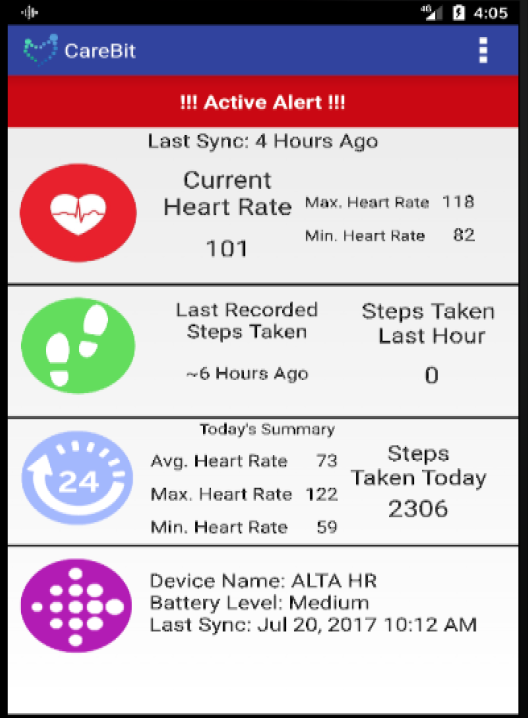 4G 4:05
CareBit
!!! Active Alert !!!
Last Sync: 4 Hours Ago
Current
Heart Rate
101
Max. Heart Rate 118
Min. Heart Rate 82
Last Recorded
Steps Taken
~6 Hours Ago
Steps Taken
Last Hour
0
Today's Summary
24
Avg. Heart Rate 73
Max. Heart Rate 122
Min. Heart Rate 59
Steps
Taken Today
2306
Device Name: ALTA HR
Battery Level: Medium
Last Sync: Jul 20, 2017 10:12 AM